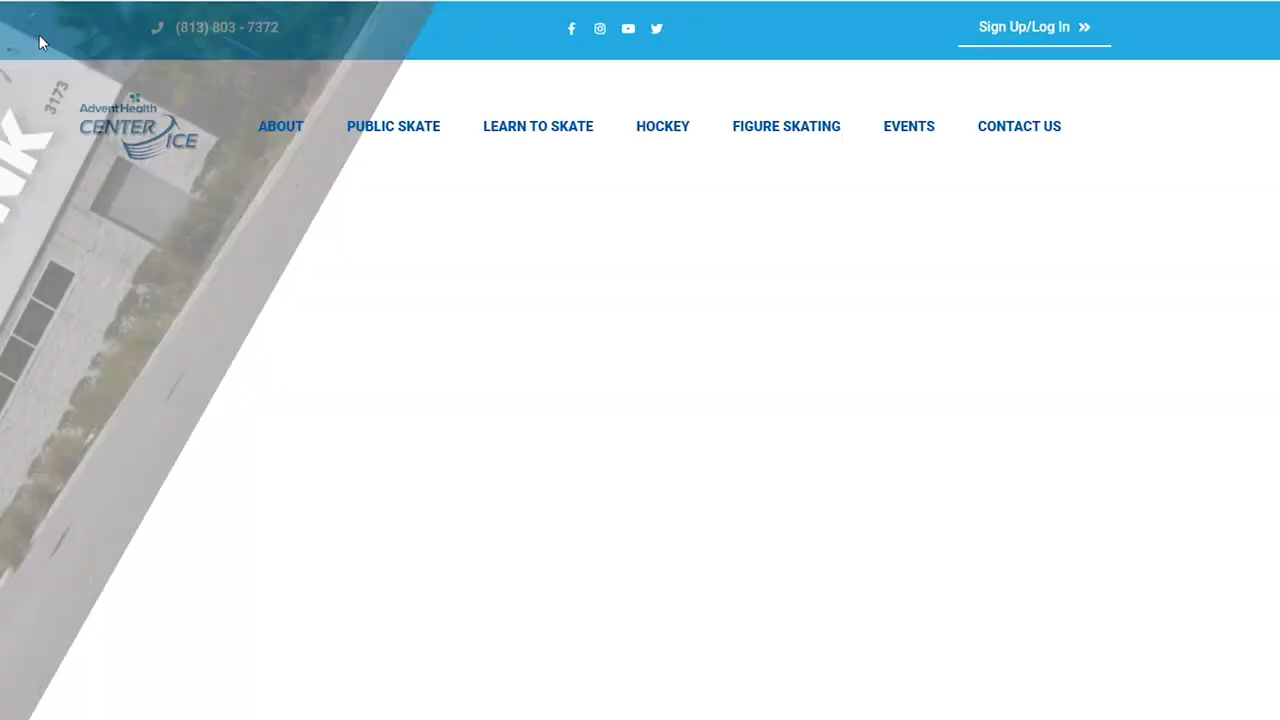 (813) 803 - 7372
Sign Up/Log In
3173
NK
AdventHealth
CENTER ICE
ABOUT
PUBLIC SKATE
LEARN TO SKATE
HOCKEY
FIGURE SKATING
EVENTS
CONTACT US